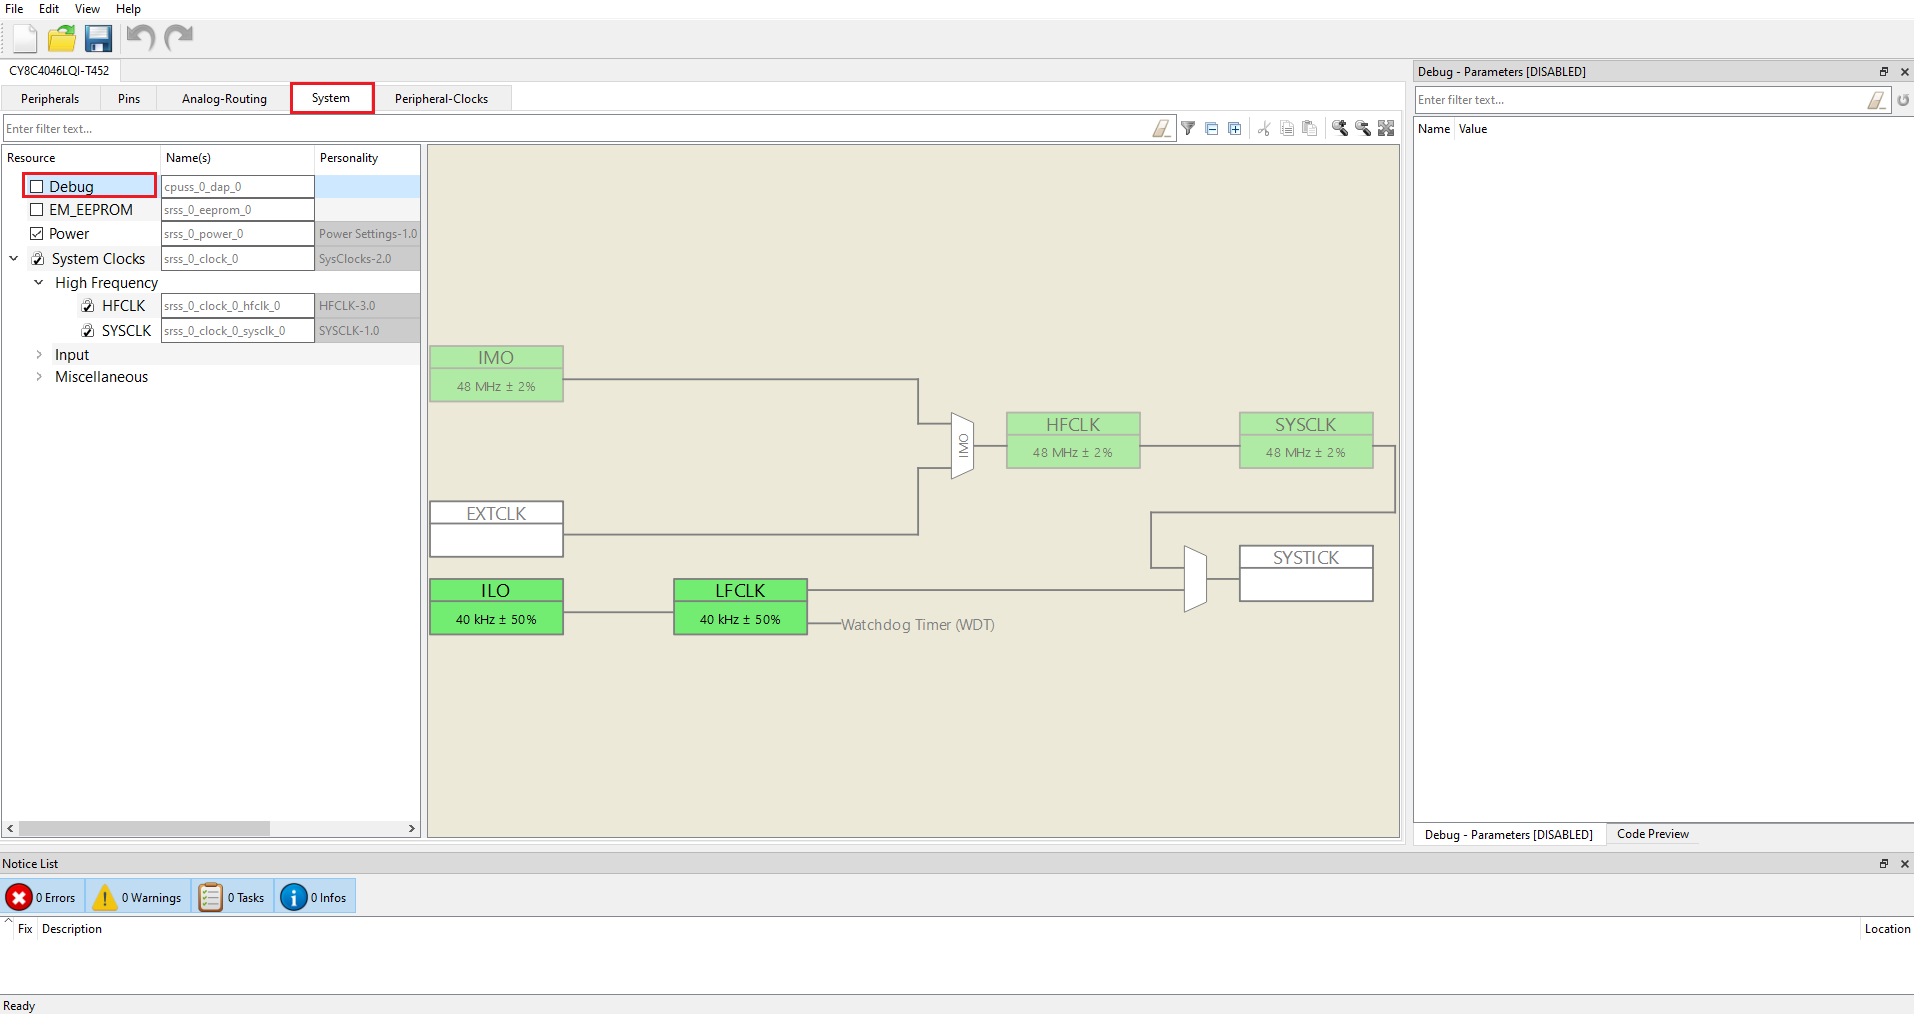 File Edit View Help
CY8C4046LQI-T452
Peripherals Pins Analog-Routing System Peripheral-Clocks
Enter filter text...
Resource Name(s) Personality
Debug cpuss_0_dap_0
EM_EEPROM srss_0_eeprom_0
Power srss_0_power_0 Power Settings-1.0
System Clocks srss_0_clock_0 SysClocks-2.0
High Frequency
HFCLK srss_0_clock_0_hfclk_0 HFCLK-3.0
SYSCLK srss_0_clock_0_sysclk_0 SYSCLK-1.0
Input
Miscellaneous
IMO
48 MHz ± 2%
IMO
HFCLK
48 MHz ± 2%
SYSCLK
48 MHz ± 2%
EXTCLK
SYSTICK
ILO
40 kHz ± 50%
LFCLK
40 kHz ± 50%
Watchdog Timer (WDT)
Debug - Parameters [DISABLED]
Enter filter text...
Name Value
Debug - Parameters [DISABLED] Code Preview
Notice List
0 Errors 0 Warnings 0 Tasks 0 Infos
Fix Description Location
Ready